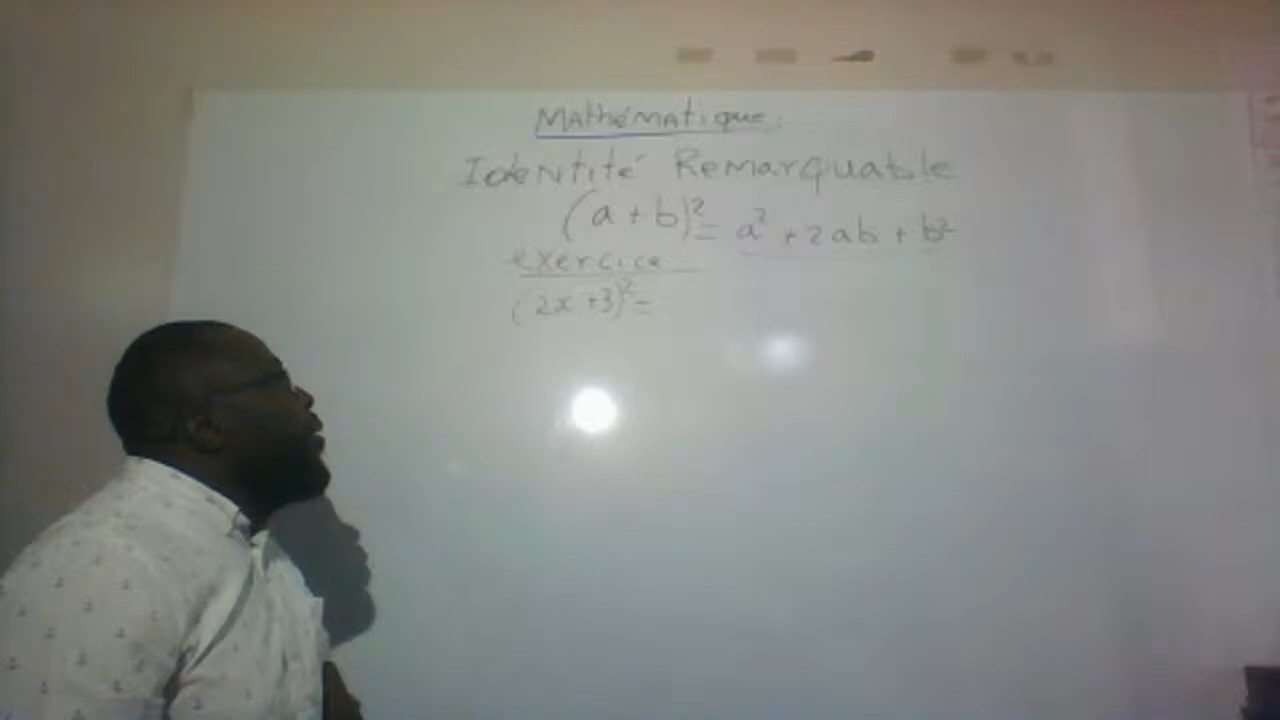 Mathématique:
Identité Remarquable
(a + b)² = a² + 2ab + b²
exercice
(2x + 3)² =